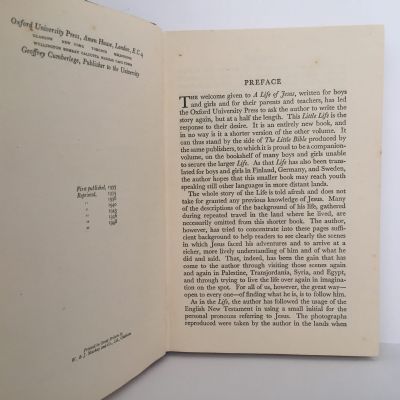 Oxford University Press, Amen House, London, E.C.4
GLASGOW NEW YORK TORONTO MELBOURNE
WELLINGTON BOMBAY CALCUTTA MADRAS CAPE TOWN
Geoffrey Cumberlege, Publisher to the University
First published, 1935
Reprinted, 1935
" 1936
" 1940
" 1943
" 1946
" 1948
Printed in Great Britain by
W. & J. Mackay and Co., Ltd., Chatham
PREFACE
THE welcome given to A Life of Jesus, written for boys
and girls and for their parents and teachers, has led
the Oxford University Press to ask the author to write the
story again, but at a half the length. This Little Life is the
response to their desire. It is an entirely new book, and
in no way is it a shorter version of the other volume. It
can thus stand by the side of The Little Bible produced by
the same publishers, to which it is proud to be a companion-
volume, on the bookshelf of many boys and girls unable
to secure the larger Life. As that Life has also been trans-
lated for boys and girls in Finland, Germany, and Sweden,
the author hopes that this smaller book may reach youth
speaking still other languages in more distant lands.
The whole story of the Life is told afresh and does not
take for granted any previous knowledge of Jesus. Many
of the descriptions of the background of his life, gathered
during repeated travel in the land where he lived, are
necessarily omitted from this shorter book. The author,
however, has tried to concentrate into these pages suffi-
cient background to help readers to see clearly the scenes
in which Jesus faced his adventures and to arrive at a
richer, more lively understanding of him and of what he
did and said. That, indeed, has been the gain that has
come to the author through visiting those scenes again
and again in Palestine, Transjordania, Syria, and Egypt,
and through trying to live the life over again in imagina-
tion on the spot. For all of us, however, the great way—
open to every one—of finding what he is, is to follow him.
As in the Life, the author has followed the usage of the
English New Testament in using a small initial for the
personal pronouns referring to Jesus. The photographs
reproduced were taken by the author in the lands when